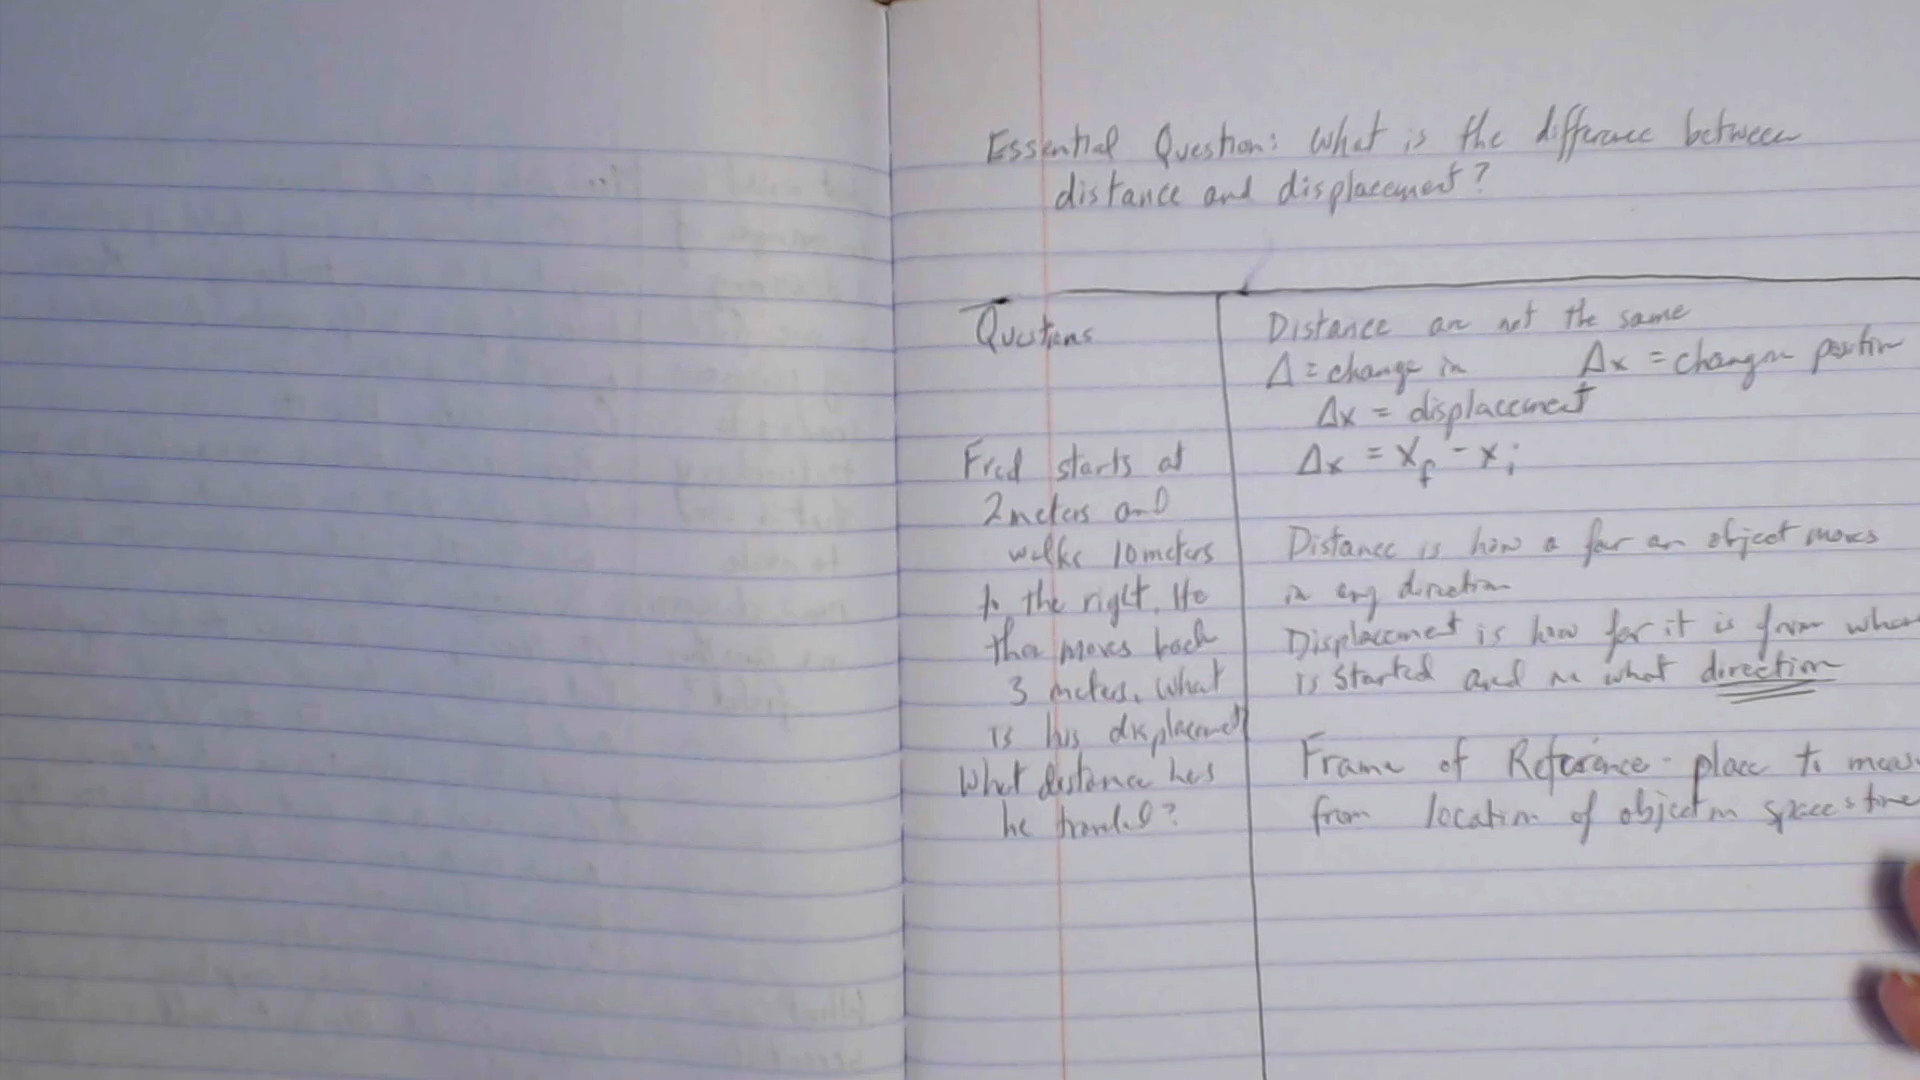 Essential Question: What is the difference between
distance and displacement?
Questions
Fred starts at
2 meters and
walks 10 meters
to the right. He
then moves back
3 meters. What
is his displacement
What distance has
he traveled?
Distance are not the same
Δ = change in Δx = change in position
Δx = displacement
Δx = xf - xi
Distance is how a far an object moves
in any direction
Displacement is how far it is from where
is started and in what direction
Frame of Reference - place to meas
from location of object in space & time